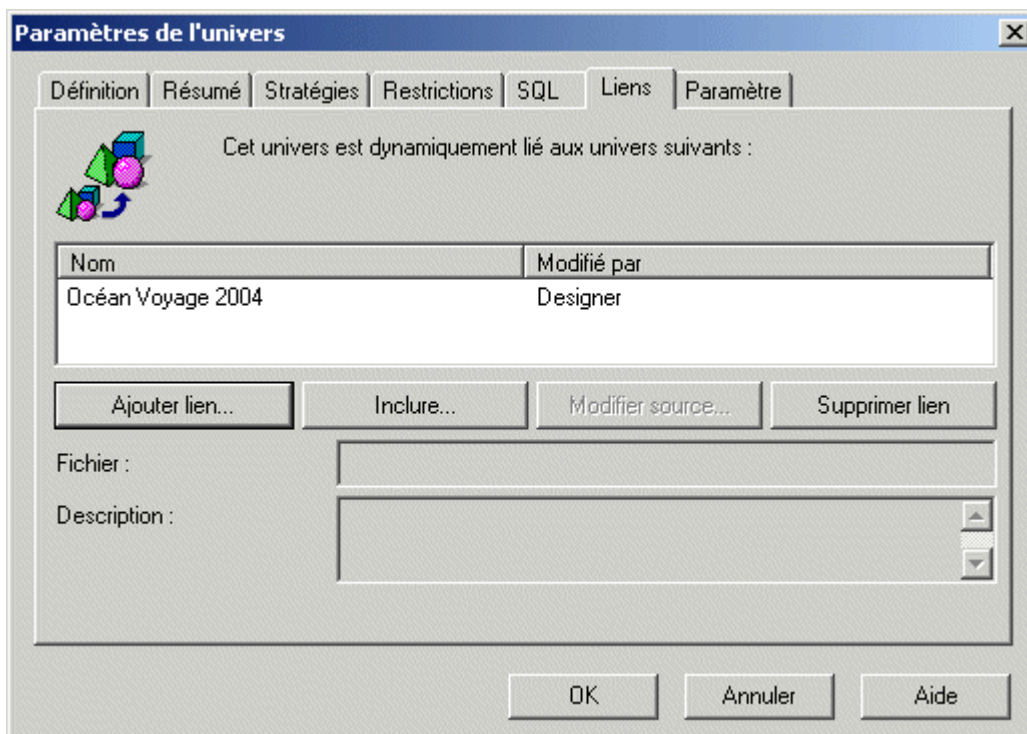 Paramètres de l'univers
Définition Résumé Stratégies Restrictions SQL Liens Paramètre
Cet univers est dynamiquement lié aux univers suivants :
Nom Modifié par
Océan Voyage 2004 Designer
Ajouter lien... Inclure... Modifier source... Supprimer lien
Fichier :
Description :
OK Annuler Aide